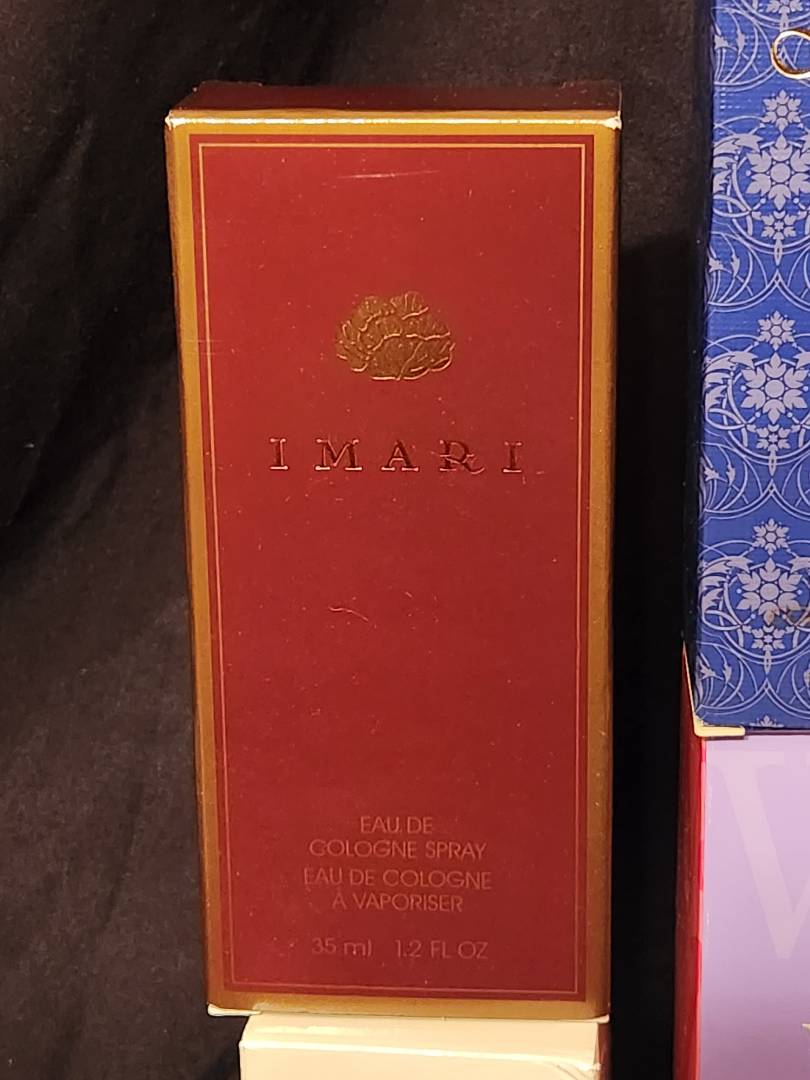 IMARI
EAU DE
COLOGNE SPRAY
EAU DE COLOGNE
À VAPORISER
35 ml 1.2 FL OZ